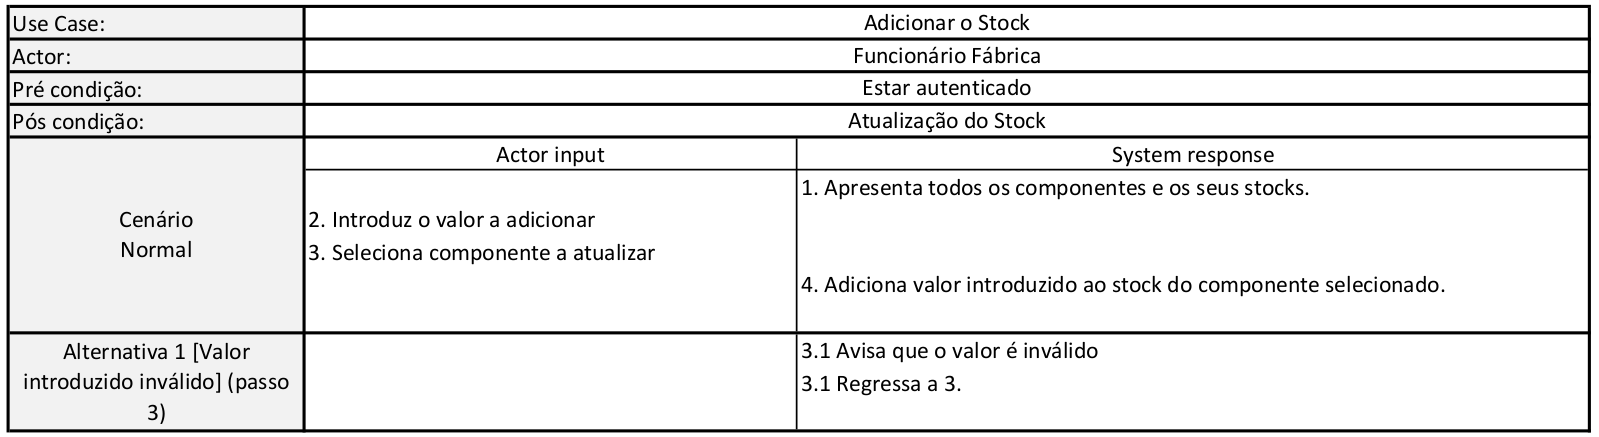 Use Case: Adicionar o Stock
Actor: Funcionário Fábrica
Pré condição: Estar autenticado
Pós condição: Atualização do Stock
Actor input System response
Cenário
Normal
1. Apresenta todos os componentes e os seus stocks.
2. Introduz o valor a adicionar
3. Seleciona componente a atualizar
4. Adiciona valor introduzido ao stock do componente selecionado.
Alternativa 1 [Valor
introduzido inválido] (passo
3)
3.1 Avisa que o valor é inválido
3.1 Regressa a 3.